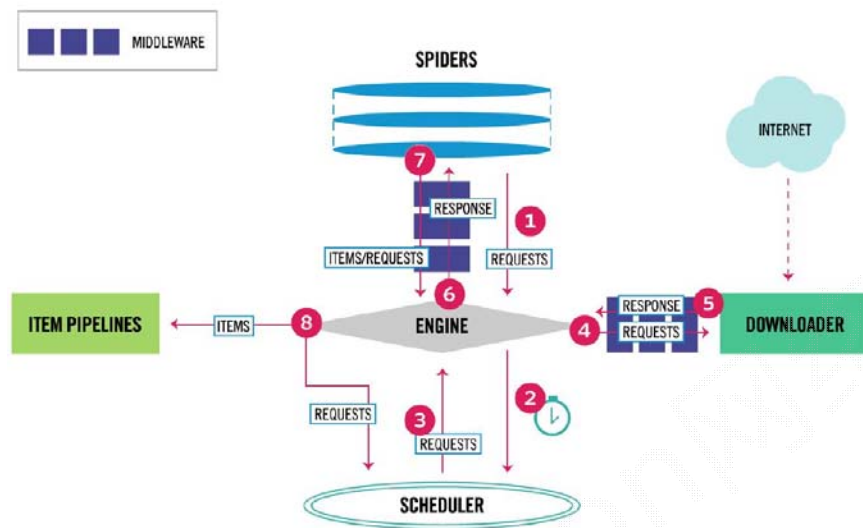 MIDDLEWARE
SPIDERS
INTERNET
7
RESPONSE
1
ITEMS/REQUESTS
REQUESTS
6
RESPONSE
5
ITEM PIPELINES
ITEMS
8
ENGINE
4
REQUESTS
DOWNLOADER
2
REQUESTS
3
REQUESTS
SCHEDULER